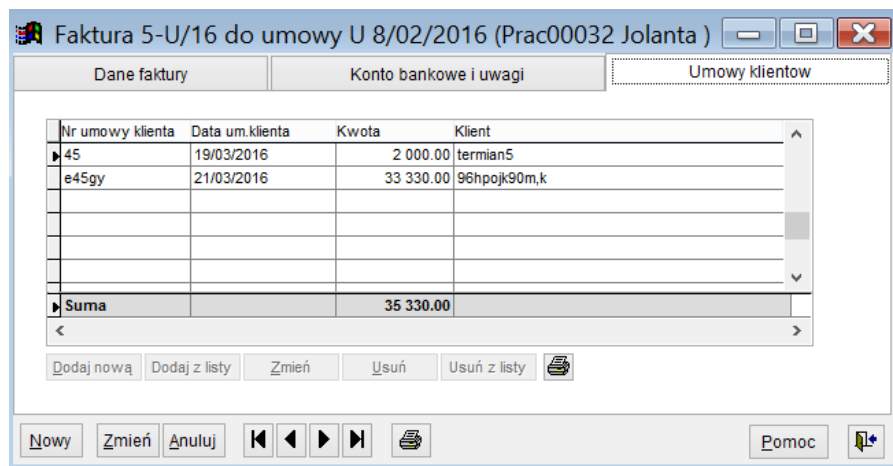 Faktura 5-U/16 do umowy U 8/02/2016 (Prac00032 Jolanta )
Dane faktury Konto bankowe i uwagi Umowy klientow
Nr umowy klienta Data um.klienta Kwota Klient
45 19/03/2016 2 000.00 termian5
e45gy 21/03/2016 33 330.00 96hpojk90m,k
Suma 35 330.00
Dodaj nową Dodaj z listy Zmień Usuń Usuń z listy
Nowy Zmień Anuluj Pomoc